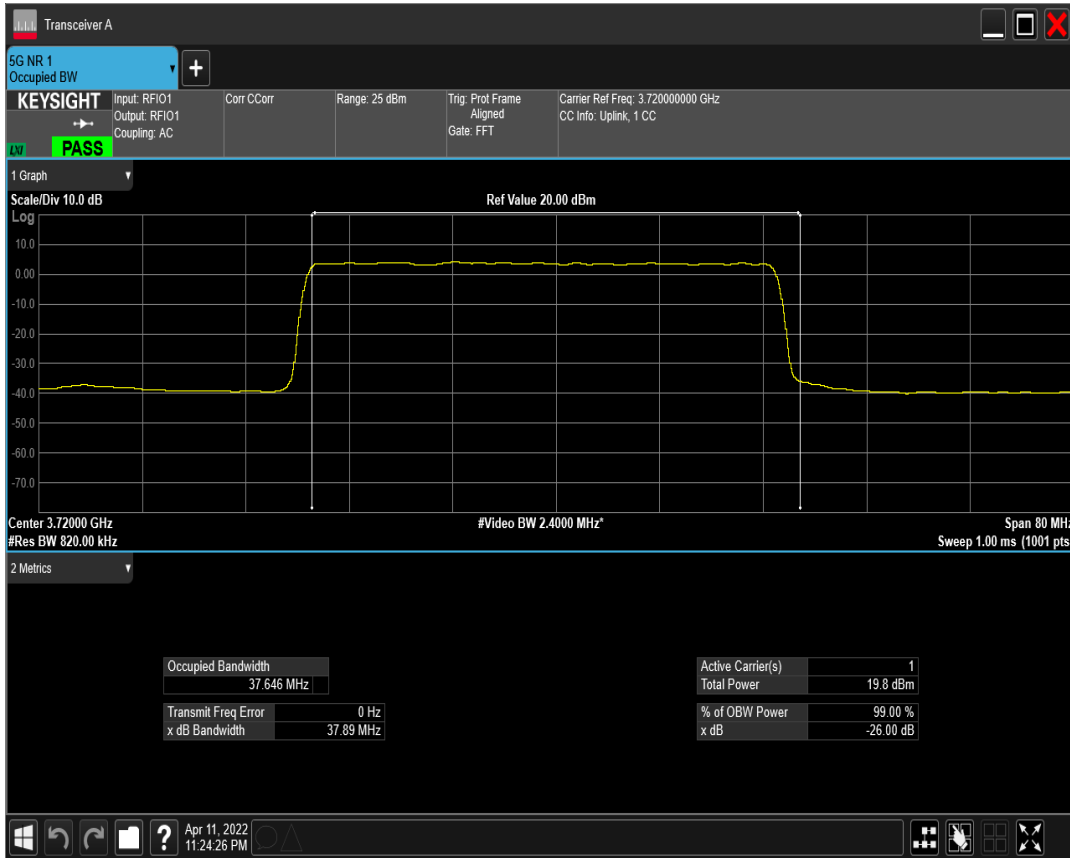 Transceiver A
5G NR 1
Occupied BW
+
KEYSIGHT
LXI
PASS
Input: RFIO1
Output: RFIO1
Coupling: AC
Corr CCorr
Range: 25 dBm
Trig: Prot Frame
Aligned
Gate: FFT
Carrier Ref Freq: 3.720000000 GHz
CC Info: Uplink, 1 CC
1 Graph
Scale/Div 10.0 dB
Ref Value 20.00 dBm
Log
10.0
0.00
-10.0
-20.0
-30.0
-40.0
-50.0
-60.0
-70.0
Center 3.72000 GHz
#Video BW 2.4000 MHz*
Span 80 MHz
#Res BW 820.00 kHz
Sweep 1.00 ms (1001 pts
2 Metrics
Occupied Bandwidth
37.646 MHz
Transmit Freq Error 0 Hz
x dB Bandwidth 37.89 MHz
Active Carrier(s) 1
Total Power 19.8 dBm
% of OBW Power 99.00 %
x dB -26.00 dB
?
Apr 11, 2022
11:24:26 PM